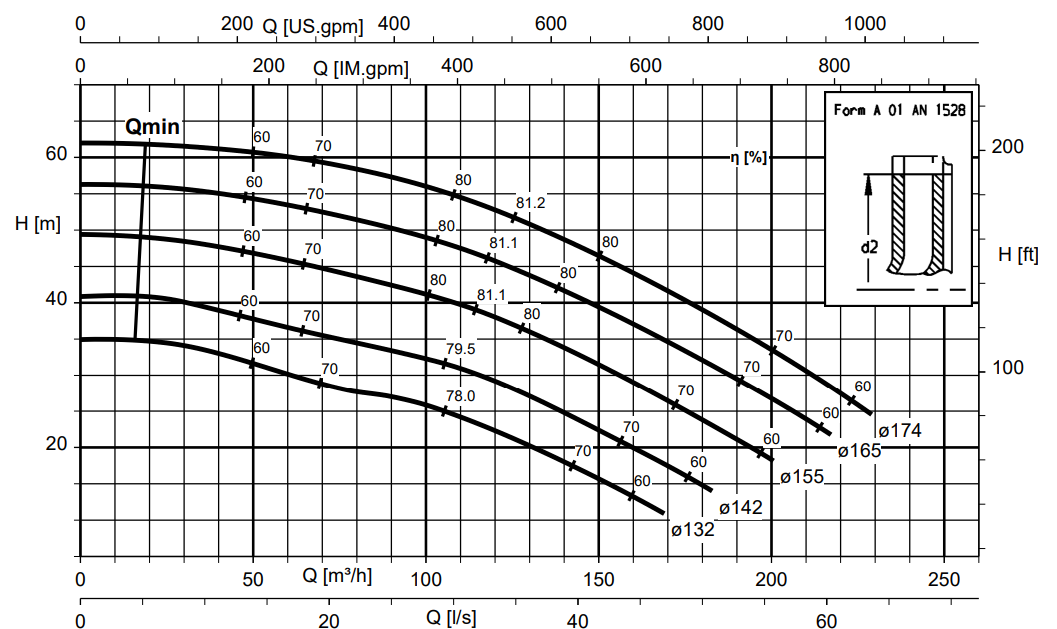 0 200 Q [US.gpm] 400 600 800 1000
0 200 Q [IM.gpm] 400 600 800
Form A 01 AN 1528
Qmin
60 70
60 η [%] 200
80
60 70 81.2
H [m] 80 81.1 80
60 70 d2 H [ft]
80 81.1 80
40 60 70 80 70
60 70 79.5 100
70 78.0 70 60
70 60 ø174
20 70 60 ø165
60 ø155
60 ø142
ø132
0 50 Q [m³/h] 100 150 200 250
0 20 Q [l/s] 40 60